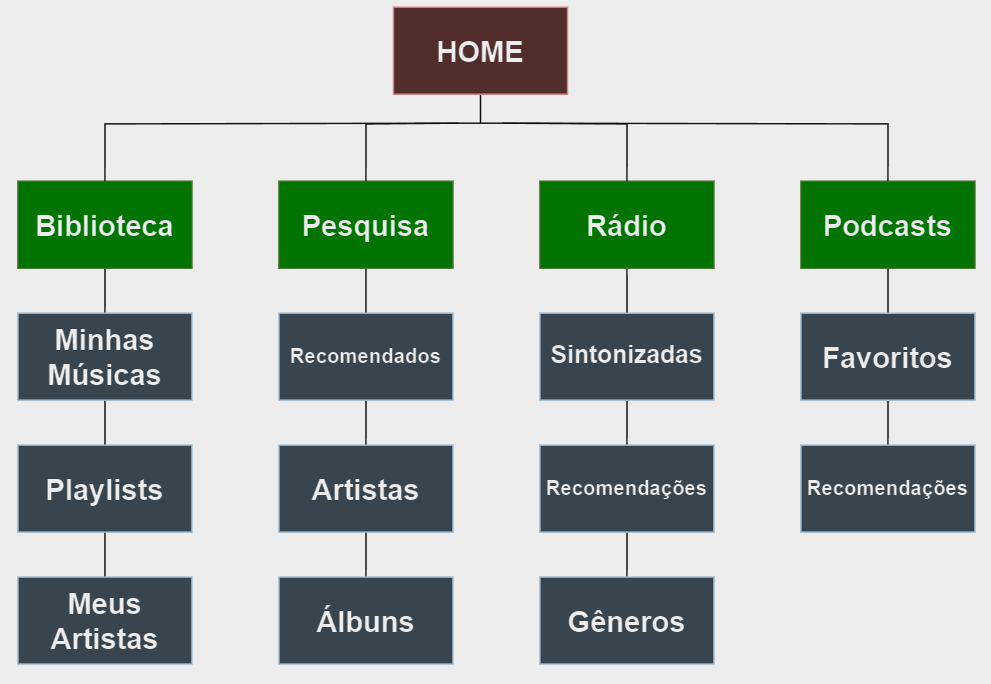 HOME
Biblioteca
Pesquisa
Rádio
Podcasts
Minhas
Músicas
Recomendados
Sintonizadas
Favoritos
Playlists
Artistas
Recomendações
Recomendações
Meus
Artistas
Álbuns
Gêneros